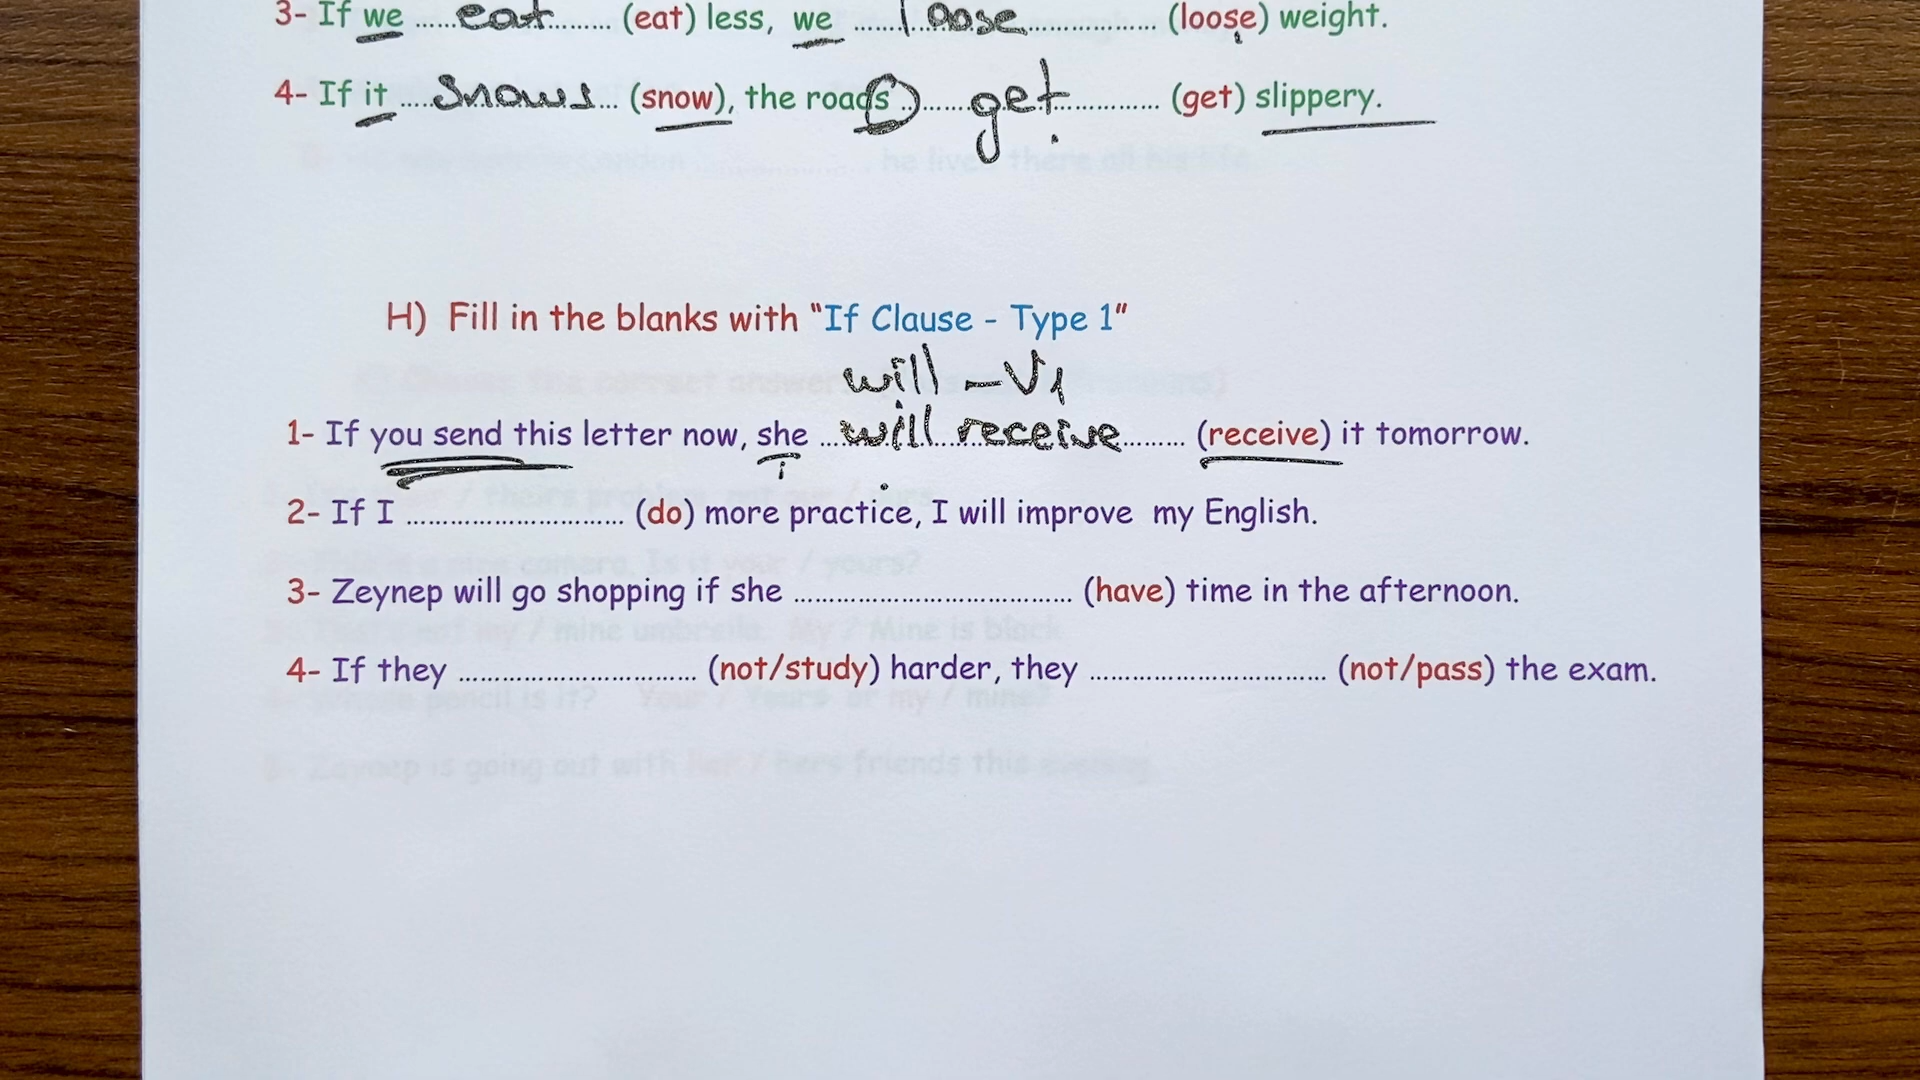 3- If we ...... eat ........ (eat) less, we ....... loose .................. (loose) weight.
4- If it ..... snows ... (snow), the roads ......... get .............. (get) slippery.
H) Fill in the blanks with "If Clause - Type 1"
will - V1
1- If you send this letter now, she ... will receive ......... (receive) it tomorrow.
2- If I .............................. (do) more practice, I will improve my English.
3- Zeynep will go shopping if she ...................................... (have) time in the afternoon.
4- If they ................................. (not/study) harder, they ................................ (not/pass) the exam.